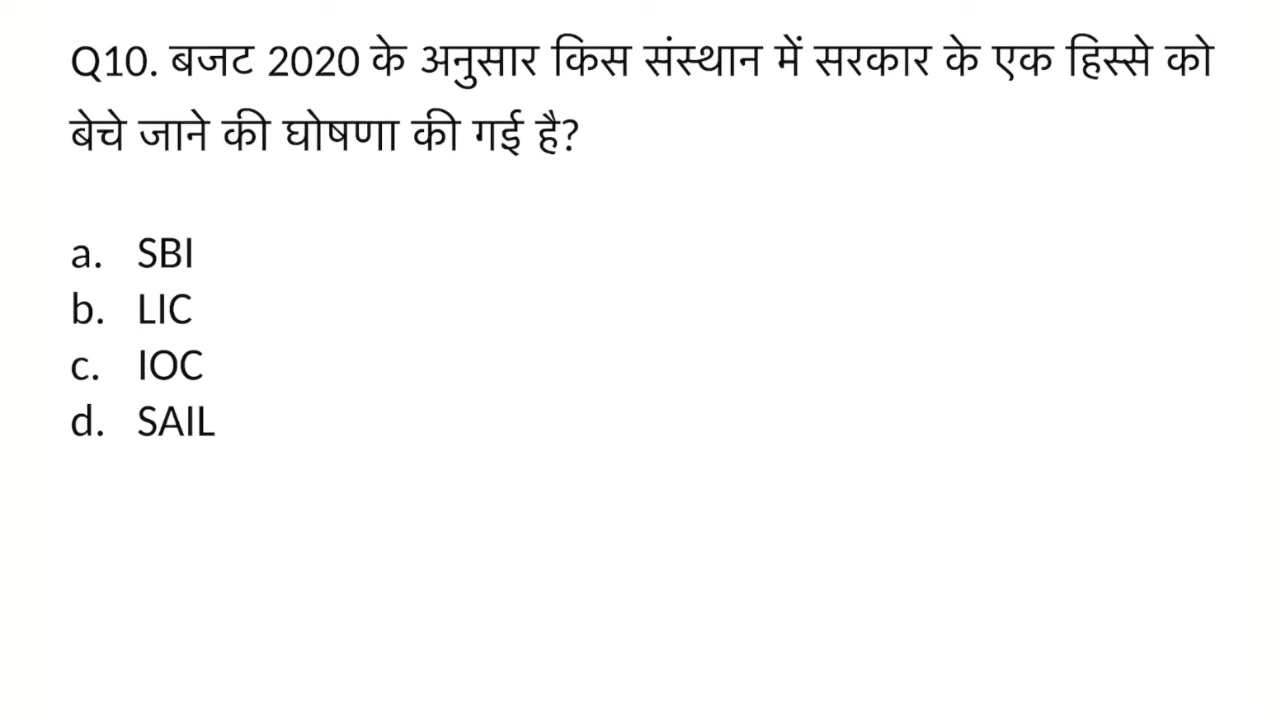 Q10. बजट 2020 के अनुसार किस संस्थान में सरकार के एक हिस्से को
बेचे जाने की घोषणा की गई है?
a. SBI
b. LIC
c. IOC
d. SAIL